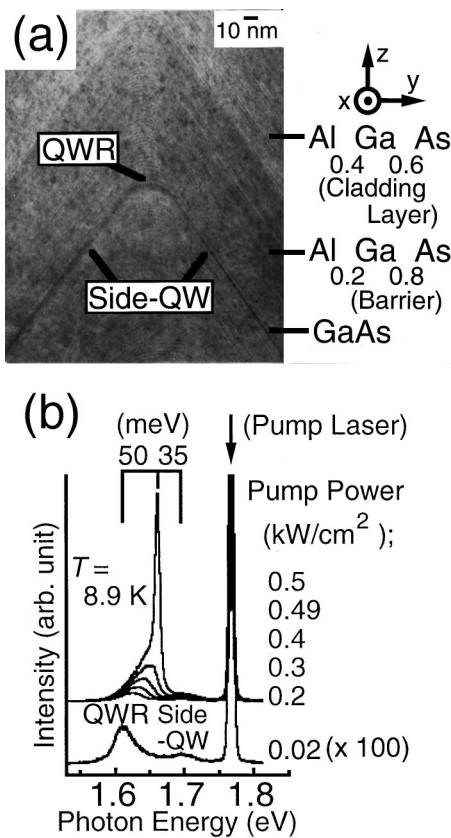 (a)
10 nm
z
y
x
QWR
Al Ga As
0.4 0.6
(Cladding
Layer)
Al Ga As
0.2 0.8
(Barrier)
Side-QW
GaAs
(b)
(meV)
50 35
(Pump Laser)
Pump Power
(kW/cm²);
T =
8.9 K
0.5
0.49
0.4
0.3
0.2
QWR Side
-QW
0.02 (x 100)
Intensity (arb. unit)
1.6 1.7 1.8
Photon Energy (eV)